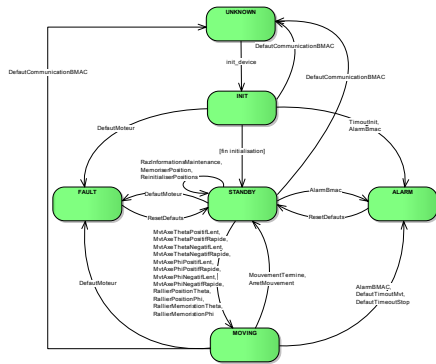 UNKNOWN
DefautCommunicationBMAC
init_device
DefautCommunicationBMAC
DefautCommunicationBMAC
INIT
TimoutInit,
AlarmBmac
DefautMoteur
[fin initialisation]
RazInformationsMaintenance,
MemoriserPosition,
ReinitialiserPositions
FAULT
DefautMoteur
STANDBY
AlarmBmac
ALARM
ResetDefauts
ResetDefauts
MvtAxeThetaPositifLent,
MvtAxeThetaPositifRapide,
MvtAxeThetaNegatifLent,
MvtAxeThetaNegatifRapide,
MvtAxePhiPositifLent,
MvtAxePhiPositifRapide,
MvtAxePhiNegatifLent,
MvtAxePhiNegatifRapide,
RallierPositionTheta,
RallierPositionPhi,
RallierMemoristionTheta,
RallierMemoristionPhi
MouvementTermine,
ArretMouvement
DefautMoteur
AlarmBMAC,
DefautTimoutMvt,
DefautTimeoutStop
MOVING